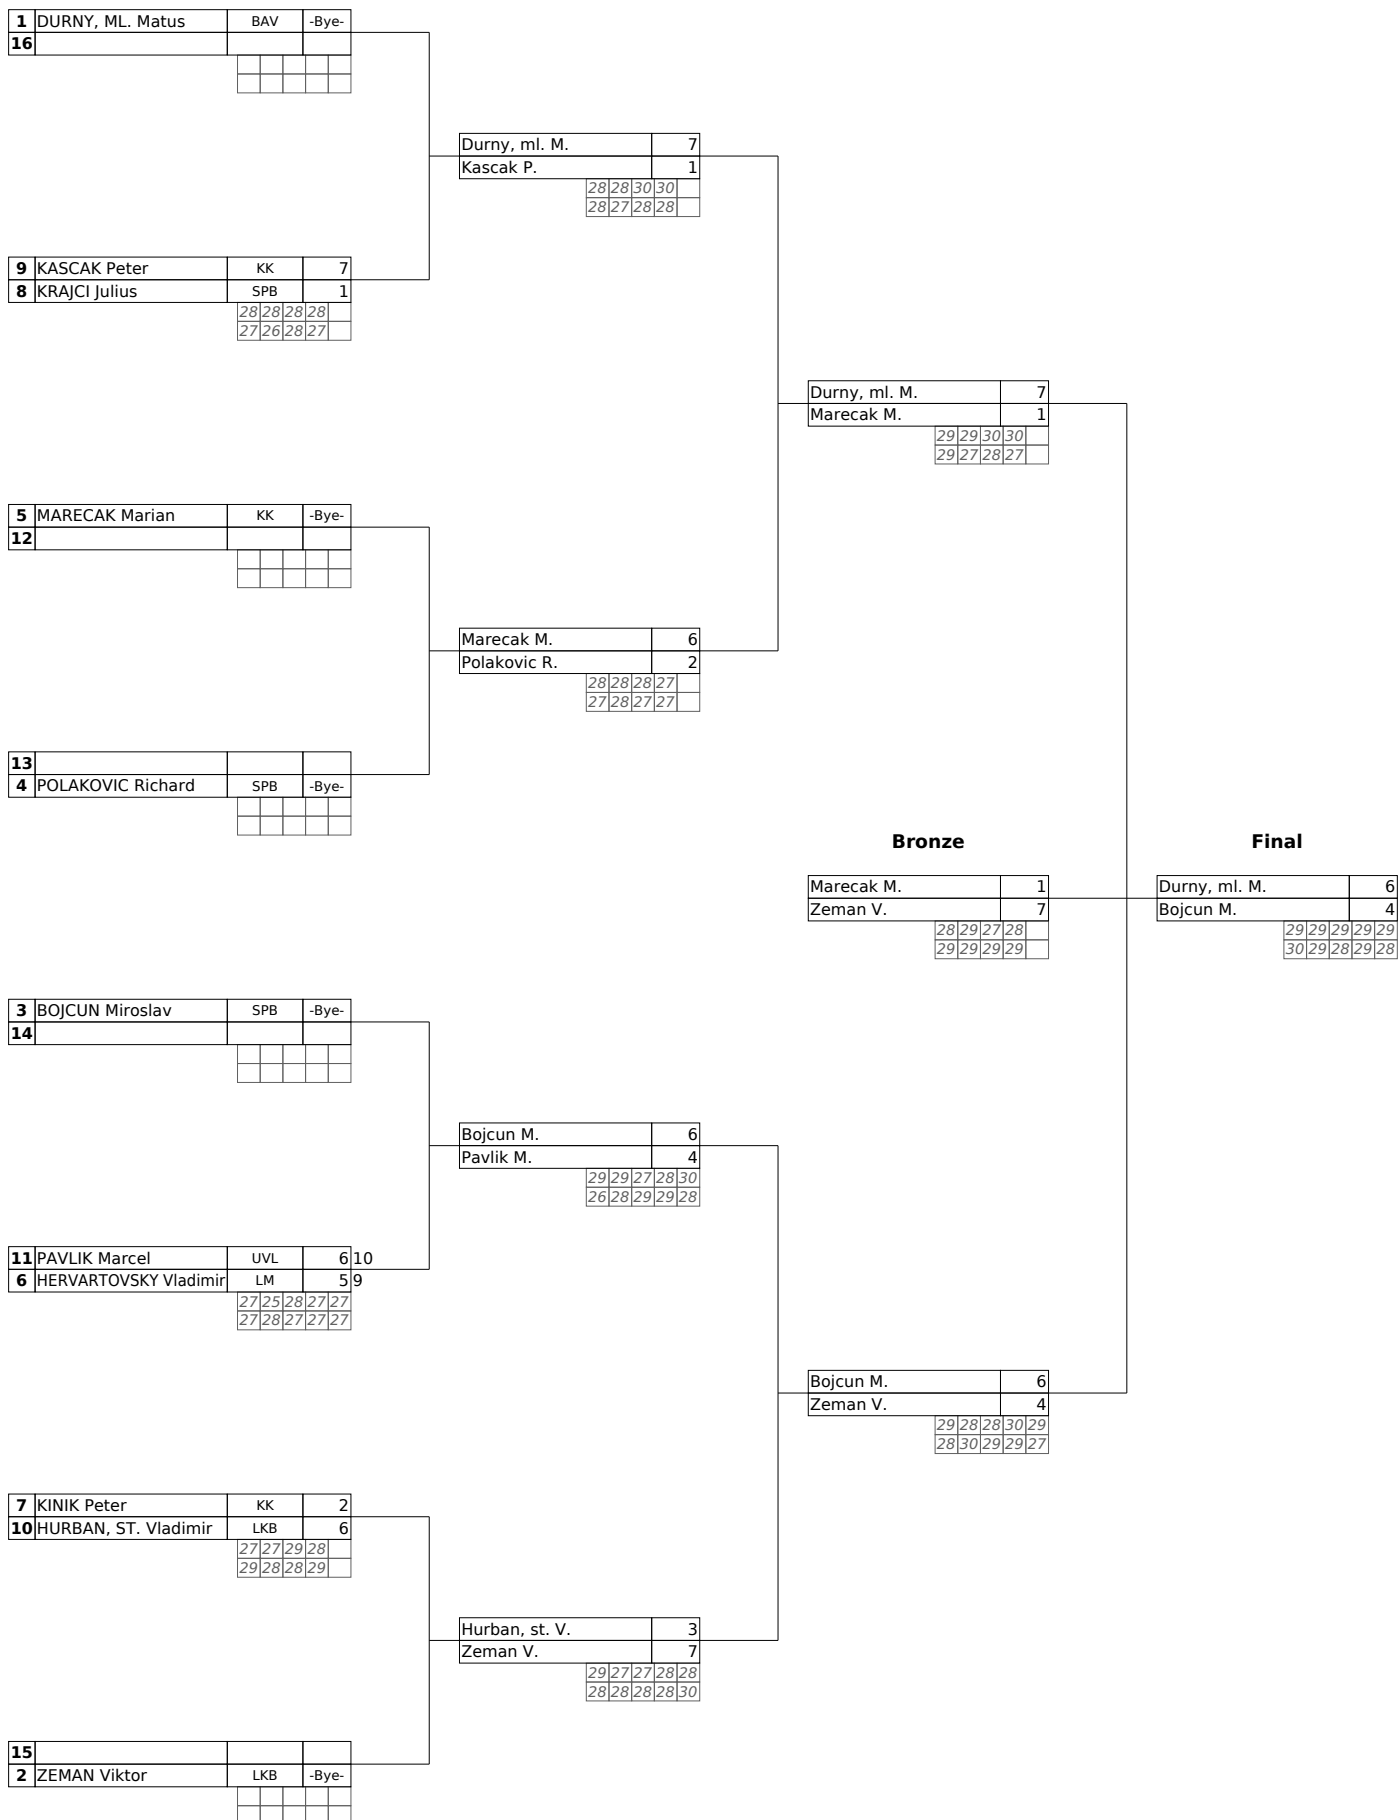 1 DURNY, ML. Matus BAV -Bye-
16
Durny, ml. M. 7
Kascak P. 1
28 28 30 30
28 27 28 28
9 KASCAK Peter KK 7
8 KRAJCI Julius SPB 1
28 28 28 28
27 26 28 27
Durny, ml. M. 7
Marecak M. 1
29 29 30 30
29 27 28 27
5 MARECAK Marian KK -Bye-
12
Marecak M. 6
Polakovic R. 2
28 28 28 27
27 28 27 27
13
4 POLAKOVIC Richard SPB -Bye-
Bronze Final
Marecak M. 1 Durny, ml. M. 6
Zeman V. 7 Bojcun M. 4
28 29 27 28 29 29 29 29 29
29 29 29 29 30 29 28 29 28
3 BOJCUN Miroslav SPB -Bye-
14
Bojcun M. 6
Pavlik M. 4
29 29 27 28 30
26 28 29 29 28
11 PAVLIK Marcel UVL 6 10
6 HERVARTOVSKY Vladimir LM 5 9
27 25 28 27 27
27 28 27 27 27
Bojcun M. 6
Zeman V. 4
29 28 28 30 29
28 30 29 29 27
7 KINIK Peter KK 2
10 HURBAN, ST. Vladimir LKB 6
27 27 29 28
29 28 28 29
Hurban, st. V. 3
Zeman V. 7
29 27 27 28 28
28 28 28 28 30
15
2 ZEMAN Viktor LKB -Bye-